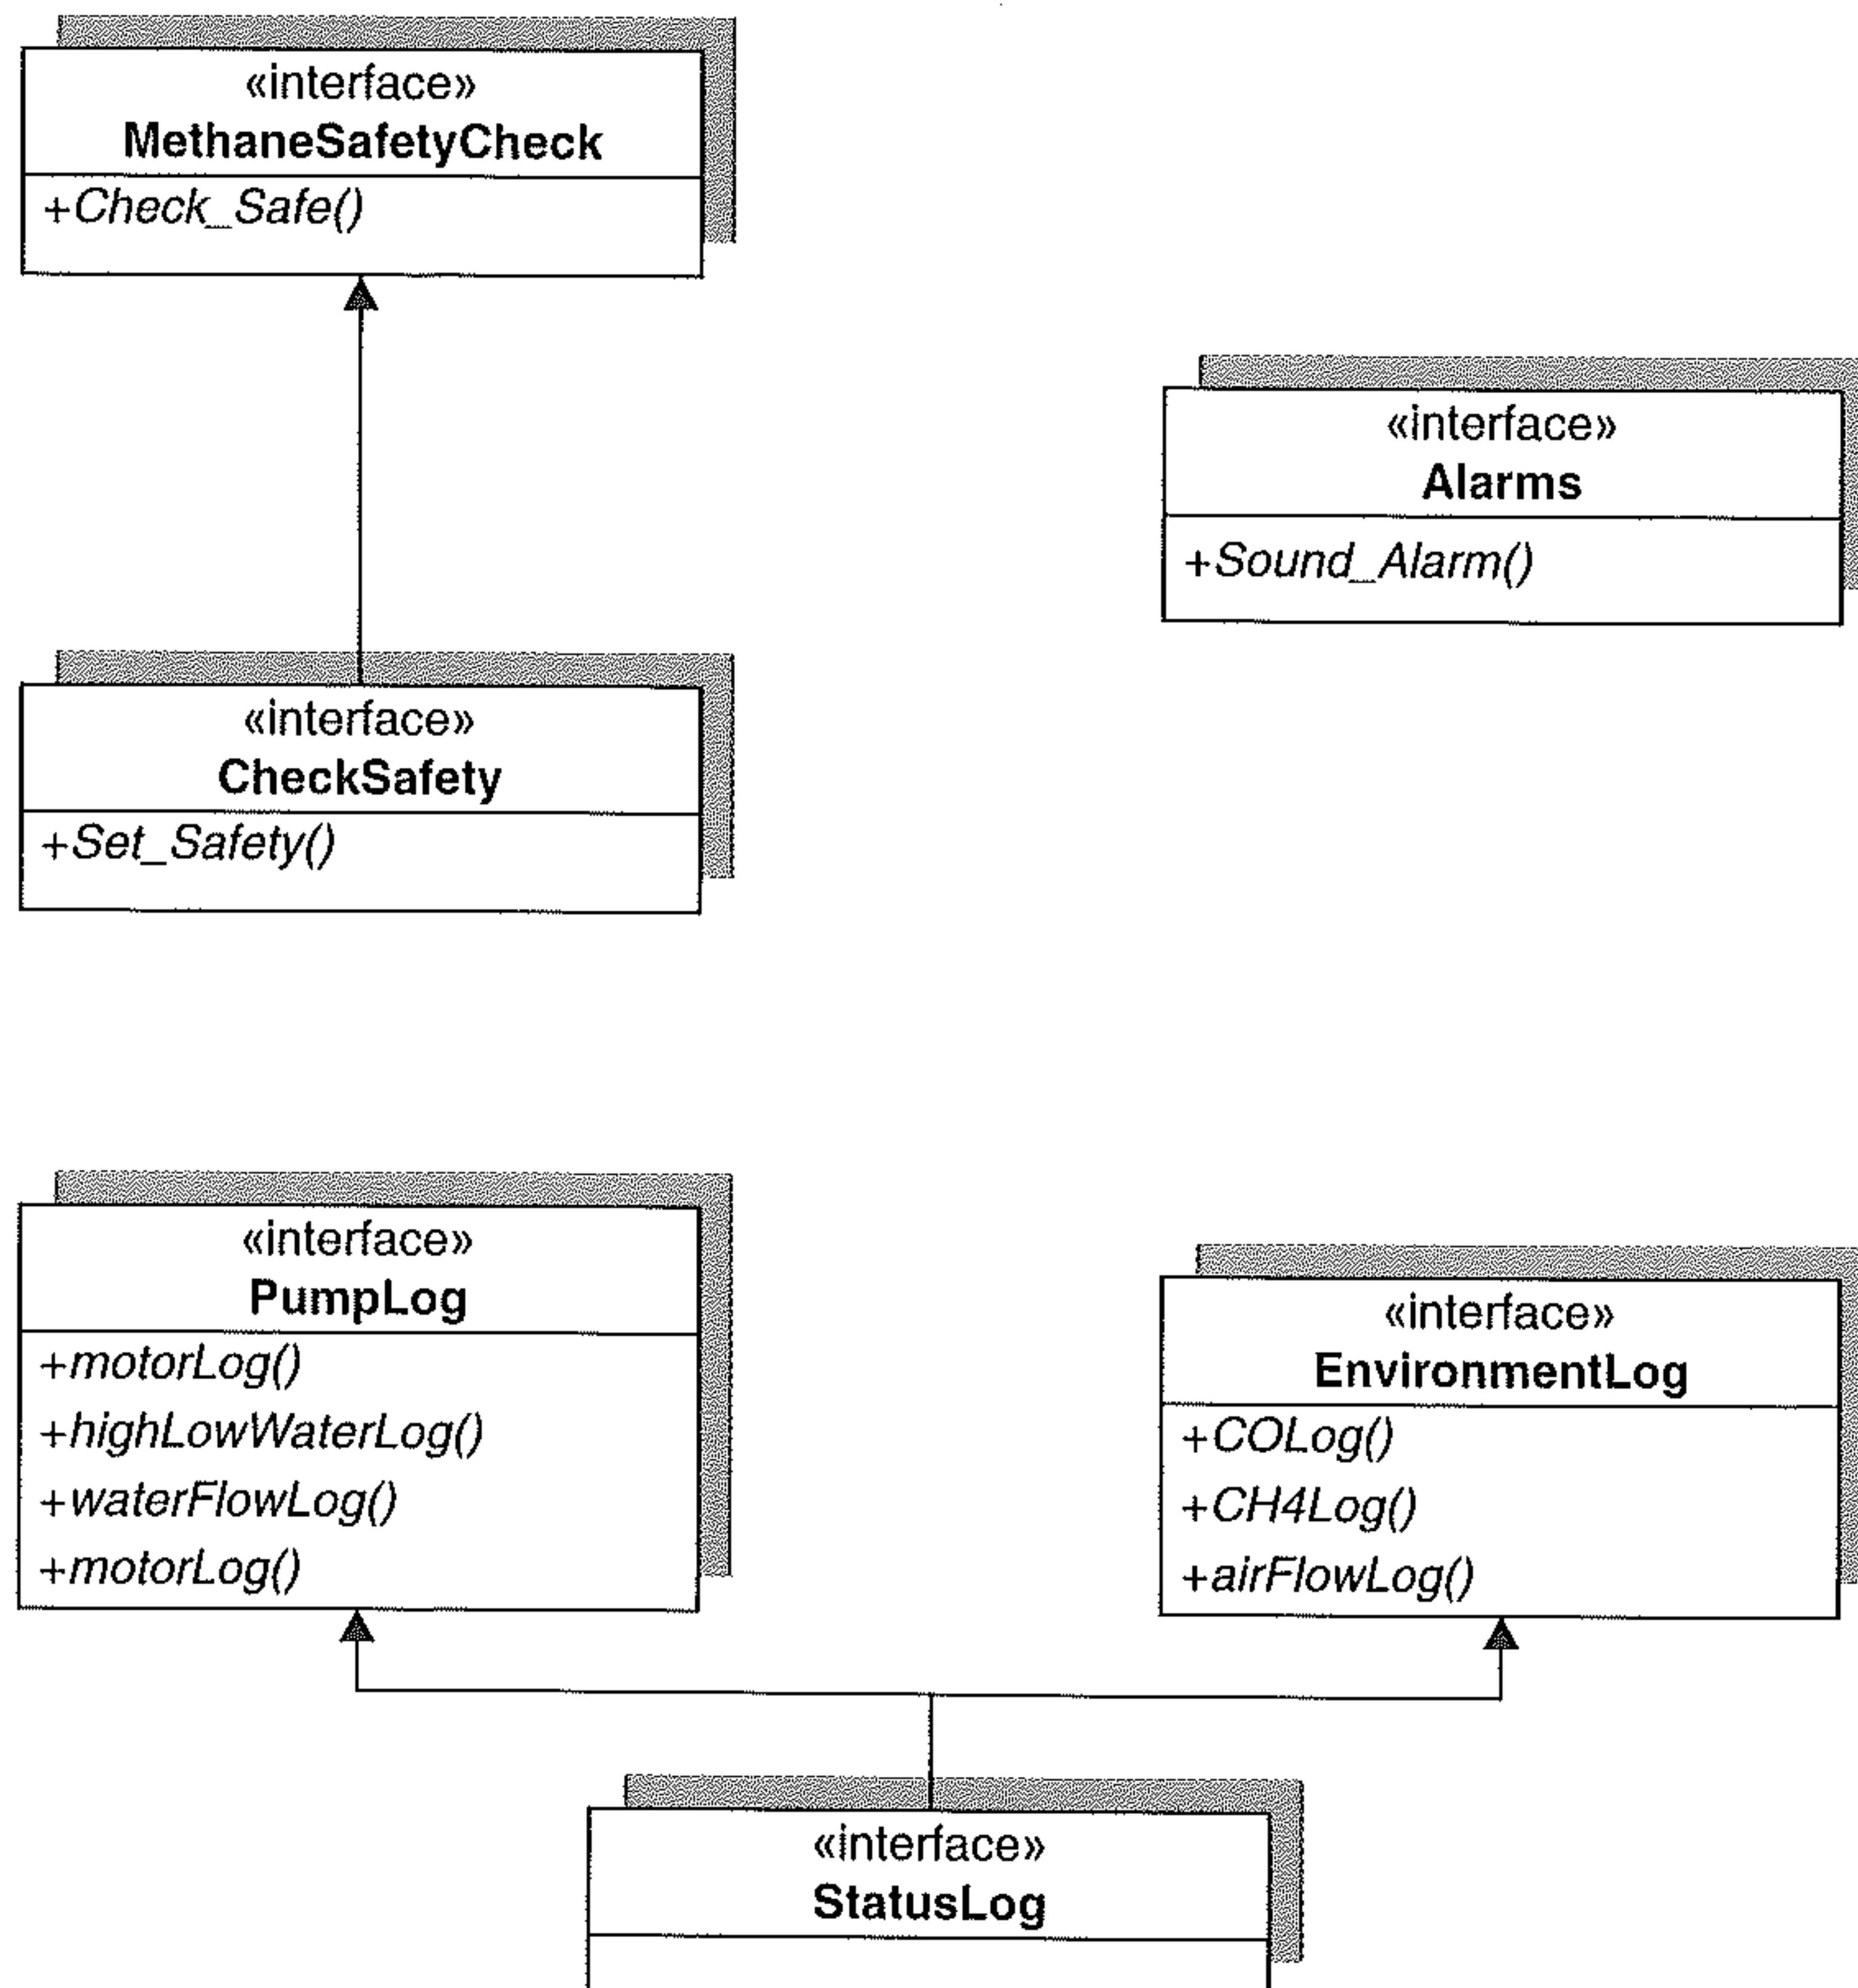 «interface»
MethaneSafetyCheck
+Check_Safe()
«interface»
Alarms
+Sound_Alarm()
«interface»
CheckSafety
+Set_Safety()
«interface»
PumpLog
+motorLog()
+highLowWaterLog()
+waterFlowLog()
+motorLog()
«interface»
EnvironmentLog
+COLog()
+CH4Log()
+airFlowLog()
«interface»
StatusLog